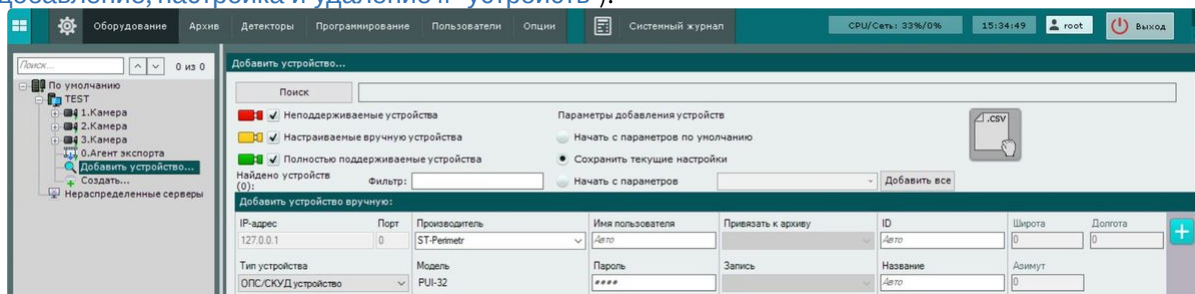 добавление, настройка и удаление IP-устройств").
Оборудование Архив Детекторы Программирование Пользователи Опции Системный журнал CPU/Сеть: 33%/0% 15:34:49 root Выход
Поиск... 0 из 0
По умолчанию
TEST
1.Камера
2.Камера
3.Камера
0.Агент экспорта
Добавить устройство...
Создать...
Нераспределенные серверы
Добавить устройство...
Поиск
Неподдерживаемые устройства Параметры добавления устройств .CSV
Настраиваемые вручную устройства Начать с параметров по умолчанию
Полностью поддерживаемые устройства Сохранить текущие настройки
Найдено устройств (0): Фильтр: Начать с параметров Добавить все
Добавить устройство вручную:
IP-адрес Порт Производитель Имя пользователя Привязать к архиву ID Широта Долгота
127.0.0.1 0 ST-Perimetr Авто Авто 0 0
Тип устройства Модель Пароль Запись Название Азимут
ОПС/СКУД устройство PUI-32 **** Авто 0